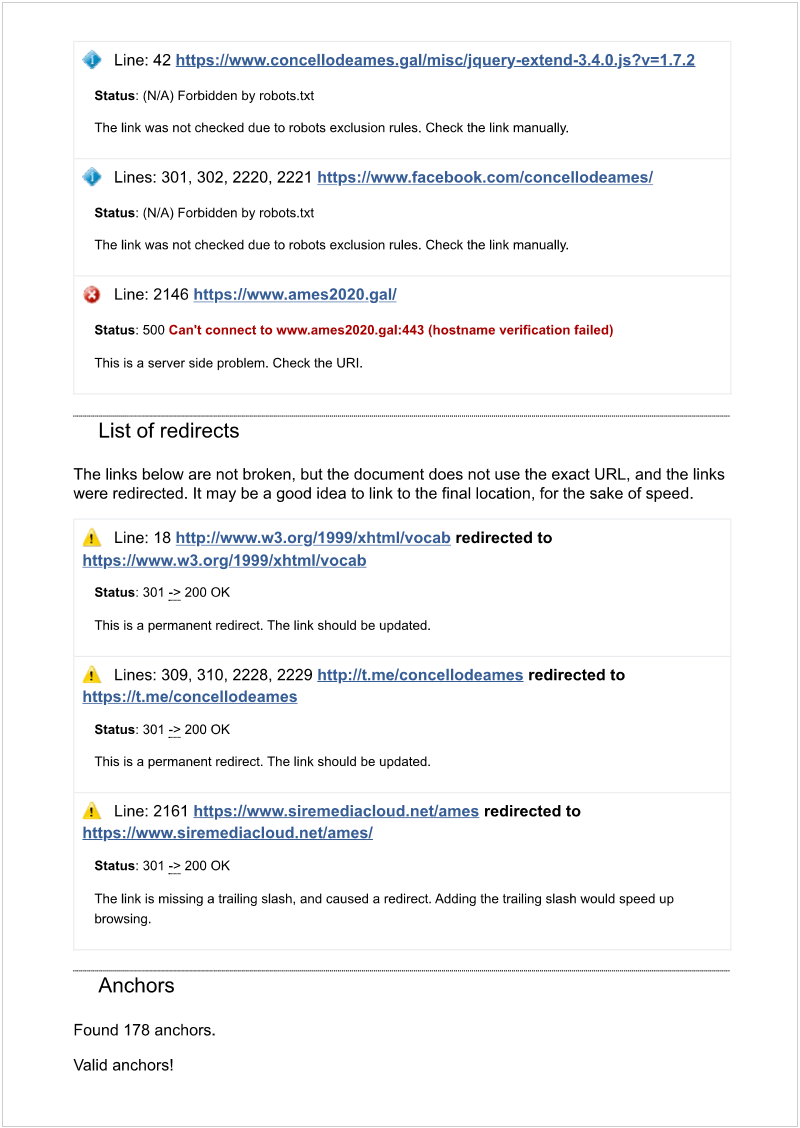 Line: 42 https://www.concellodeames.gal/misc/jquery-extend-3.4.0.js?v=1.7.2
Status: (N/A) Forbidden by robots.txt
The link was not checked due to robots exclusion rules. Check the link manually.
Lines: 301, 302, 2220, 2221 https://www.facebook.com/concellodeames/
Status: (N/A) Forbidden by robots.txt
The link was not checked due to robots exclusion rules. Check the link manually.
Line: 2146 https://www.ames2020.gal/
Status: 500 Can't connect to www.ames2020.gal:443 (hostname verification failed)
This is a server side problem. Check the URI.
List of redirects
The links below are not broken, but the document does not use the exact URL, and the links
were redirected. It may be a good idea to link to the final location, for the sake of speed.
Line: 18 http://www.w3.org/1999/xhtml/vocab redirected to
https://www.w3.org/1999/xhtml/vocab
Status: 301 -> 200 OK
This is a permanent redirect. The link should be updated.
Lines: 309, 310, 2228, 2229 http://t.me/concellodeames redirected to
https://t.me/concellodeames
Status: 301 -> 200 OK
This is a permanent redirect. The link should be updated.
Line: 2161 https://www.siremediacloud.net/ames redirected to
https://www.siremediacloud.net/ames/
Status: 301 -> 200 OK
The link is missing a trailing slash, and caused a redirect. Adding the trailing slash would speed up
browsing.
Anchors
Found 178 anchors.
Valid anchors!